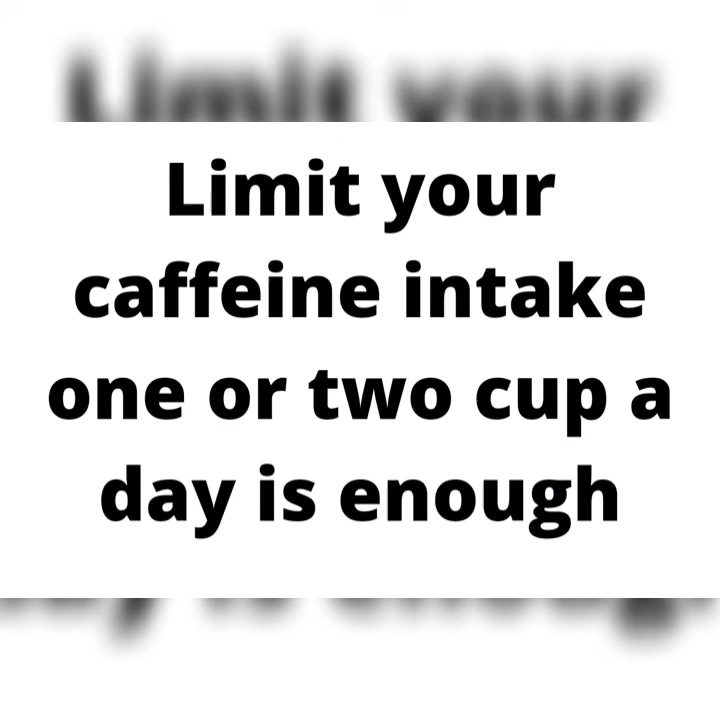 Limit your
caffeine intake
one or two cup a
day is enough